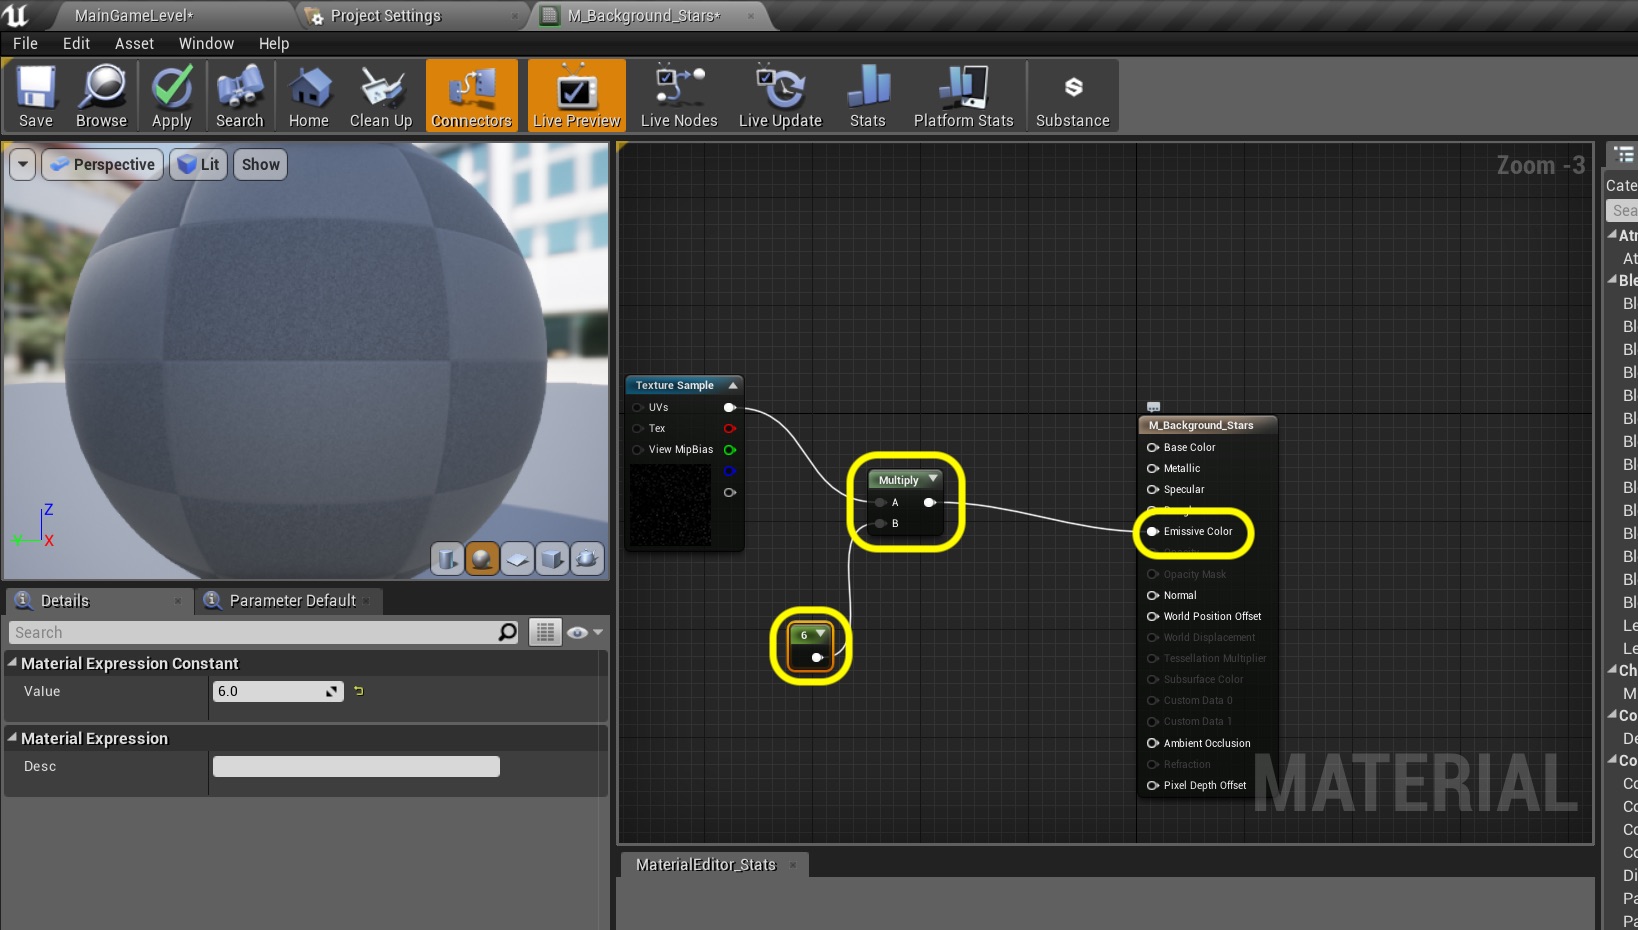 MainGameLevel*
Project Settings
M_Background_Stars*
File Edit Asset Window Help
Save Browse Apply Search Home Clean Up Connectors Live Preview Live Nodes Live Update Stats Platform Stats Substance
Perspective Lit Show
Zoom -3
Cate
Sea
Atr
At
Ble
Bl
Bl
Bl
Bl
Bl
Bl
Bl
Bl
Bl
Bl
Bl
Bl
Bl
Bl
Le
Le
Ch
M
Co
De
Co
Co
Co
Co
Co
Di
Pa
Pa
Texture Sample
UVs
Tex
View MipBias
Multiply
A
B
6
M_Background_Stars
Base Color
Metallic
Specular
Emissive Color
Opacity
Opacity Mask
Normal
World Position Offset
World Displacement
Tessellation Multiplier
Subsurface Color
Custom Data 0
Custom Data 1
Ambient Occlusion
Refraction
Pixel Depth Offset
MATERIAL
Z
Y X
Details
Parameter Default
Search
Material Expression Constant
Value 6.0
Material Expression
Desc
MaterialEditor_Stats